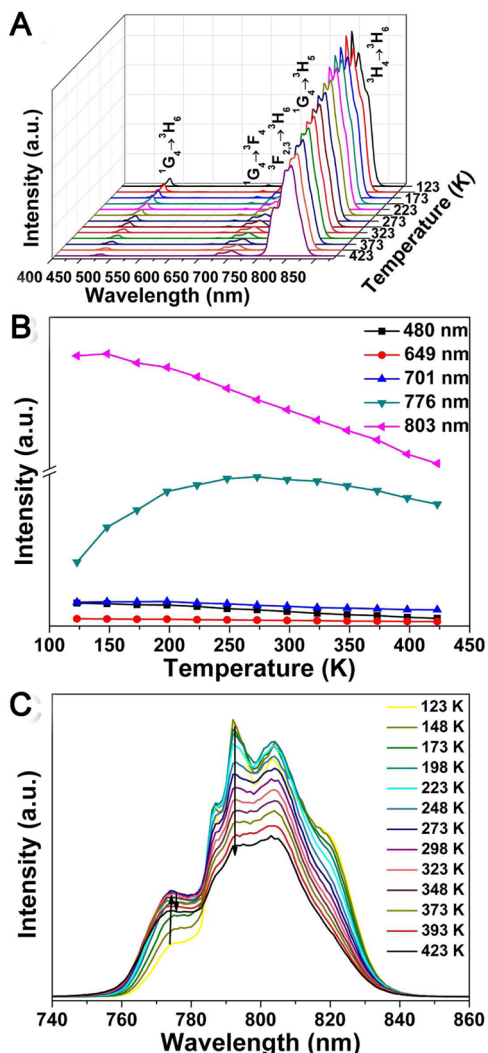 A
Intensity (a.u.)
¹G₄→³H₆
¹G₄→³F₄
³F₂,₃→³H₆
¹G₄→³H₅
³H₄→³H₆
123
173
223
273
323
373
423
Temperature (K)
400 450 500 550 600 650 700 750 800 850
Wavelength (nm)
B
Intensity (a.u.)
480 nm
649 nm
701 nm
776 nm
803 nm
100 150 200 250 300 350 400 450
Temperature (K)
C
Intensity (a.u.)
123 K
148 K
173 K
198 K
223 K
248 K
273 K
298 K
323 K
348 K
373 K
393 K
423 K
740 760 780 800 820 840 860
Wavelength (nm)